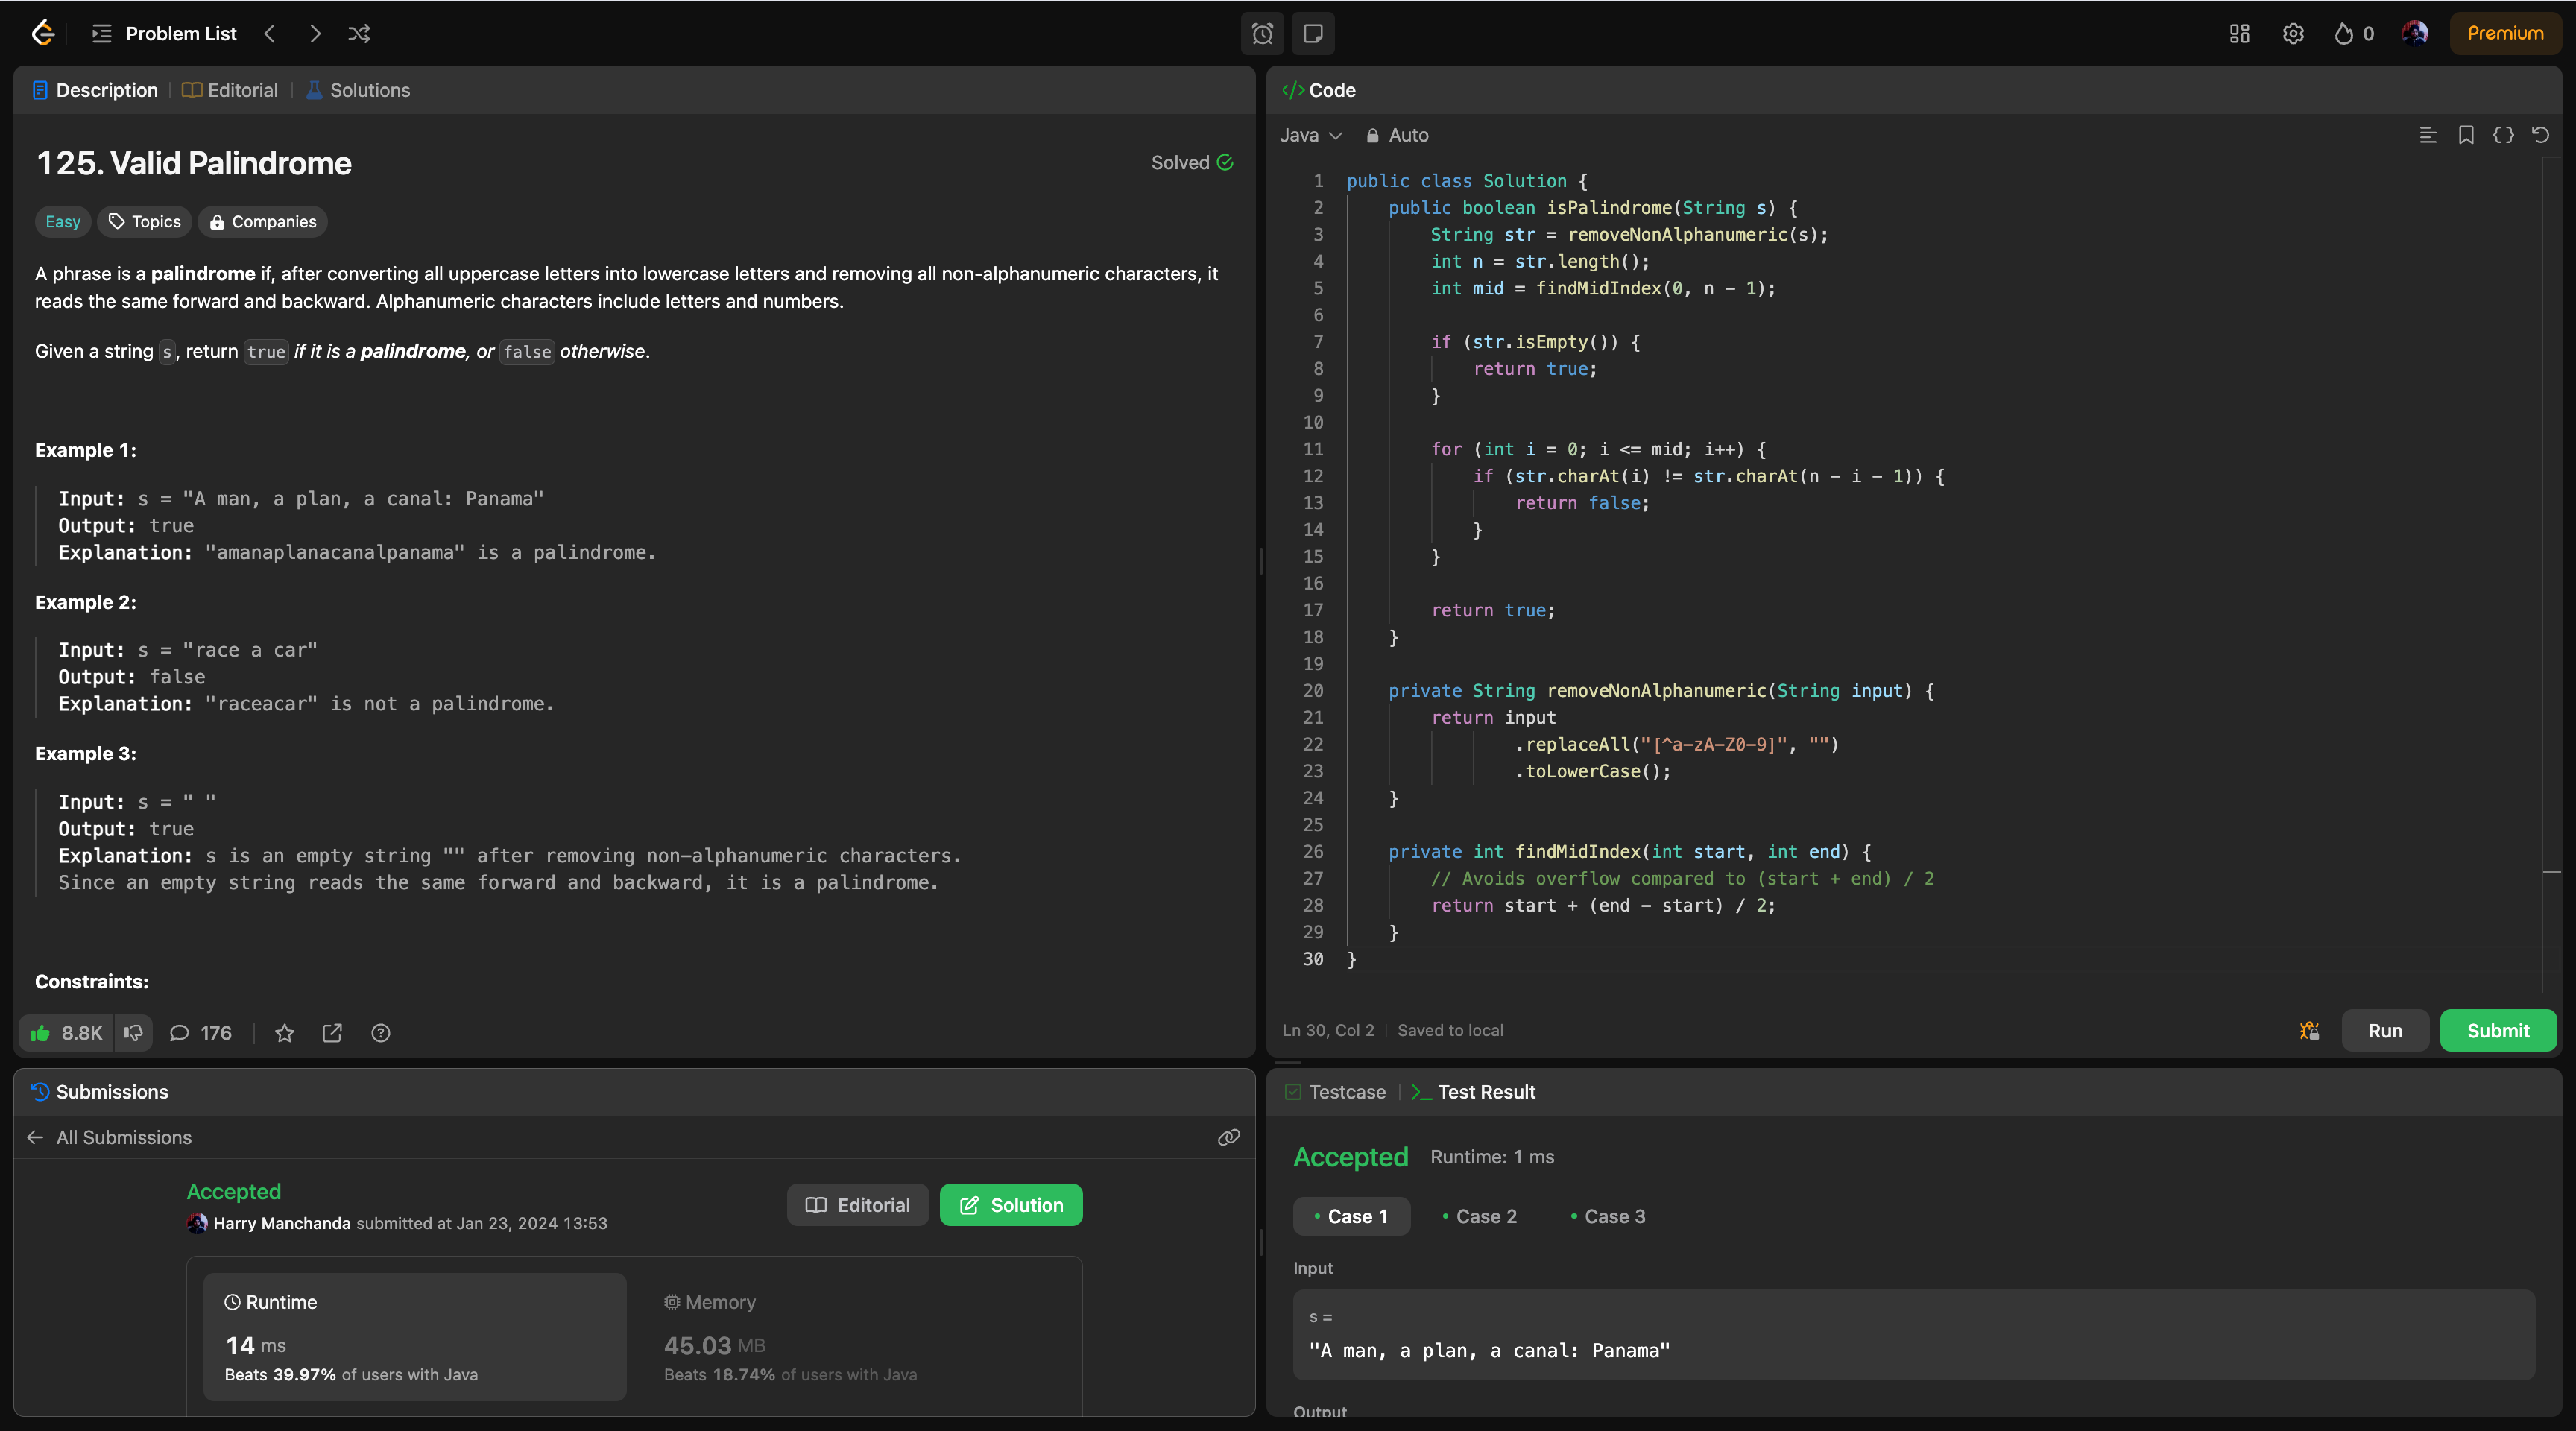 Problem List
0
Premium
Description
Editorial
Solutions
125. Valid Palindrome
Solved
Easy
Topics
Companies
A phrase is a palindrome if, after converting all uppercase letters into lowercase letters and removing all non-alphanumeric characters, it
reads the same forward and backward. Alphanumeric characters include letters and numbers.
Given a string s, return true if it is a palindrome, or false otherwise.
Example 1:
Input: s = "A man, a plan, a canal: Panama"
Output: true
Explanation: "amanaplanacanalpanama" is a palindrome.
Example 2:
Input: s = "race a car"
Output: false
Explanation: "raceacar" is not a palindrome.
Example 3:
Input: s = " "
Output: true
Explanation: s is an empty string "" after removing non-alphanumeric characters.
Since an empty string reads the same forward and backward, it is a palindrome.
Constraints:
8.8K
176
</> Code
Java
Auto
1 public class Solution {
2     public boolean isPalindrome(String s) {
3         String str = removeNonAlphanumeric(s);
4         int n = str.length();
5         int mid = findMidIndex(0, n - 1);
6
7         if (str.isEmpty()) {
8             return true;
9         }
10
11         for (int i = 0; i <= mid; i++) {
12             if (str.charAt(i) != str.charAt(n - i - 1)) {
13                 return false;
14             }
15         }
16
17         return true;
18     }
19
20     private String removeNonAlphanumeric(String input) {
21         return input
22                 .replaceAll("[^a-zA-Z0-9]", "")
23                 .toLowerCase();
24     }
25
26     private int findMidIndex(int start, int end) {
27         // Avoids overflow compared to (start + end) / 2
28         return start + (end - start) / 2;
29     }
30 }
Ln 30, Col 2
Saved to local
Run
Submit
Submissions
All Submissions
Accepted
Harry Manchanda submitted at Jan 23, 2024 13:53
Editorial
Solution
Runtime
14 ms
Beats 39.97% of users with Java
Memory
45.03 MB
Beats 18.74% of users with Java
Testcase
>_ Test Result
Accepted
Runtime: 1 ms
• Case 1
• Case 2
• Case 3
Input
s =
"A man, a plan, a canal: Panama"
Output